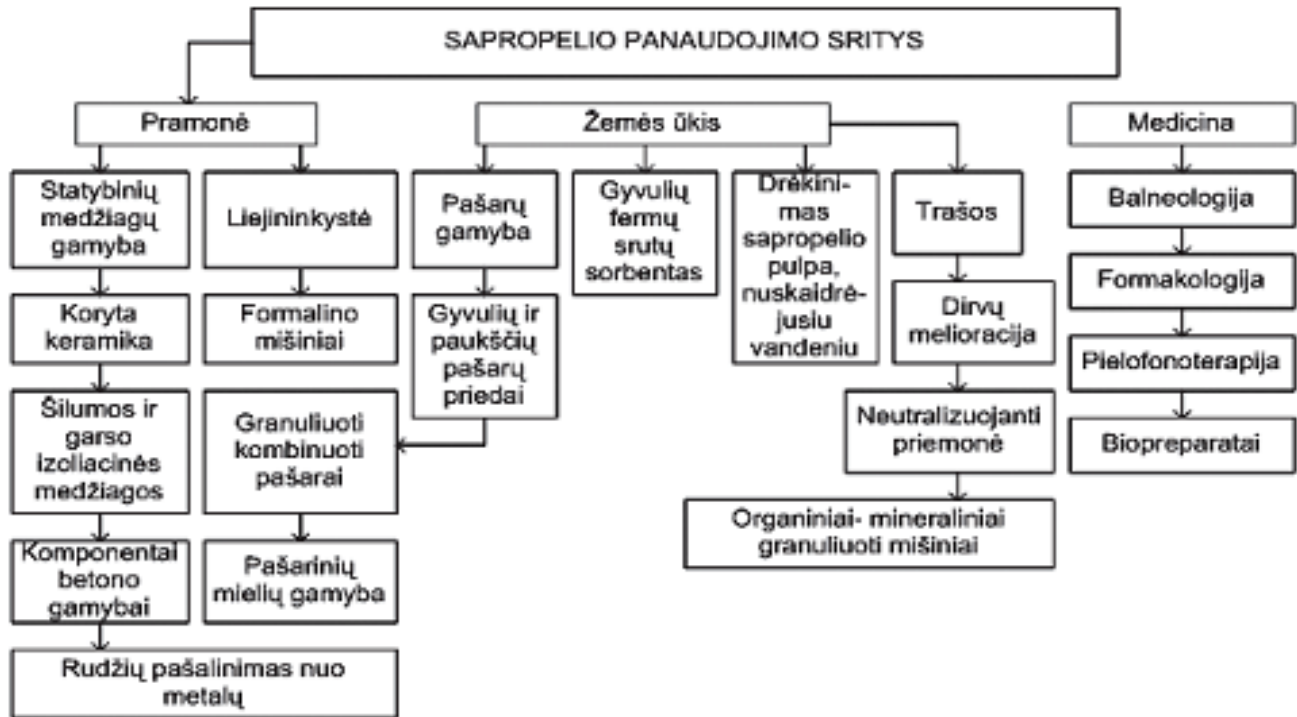 SAPROPELIO PANAUDOJIMO SRITYS
Pramonė
Statybinių
medžiagų
gamyba
Koryta
keramika
Šilumos ir
garso
izoliacinės
medžiagos
Komponentai
betono
gamybai
Rudžių pašalinimas nuo
metalų
Liejininkystė
Formalino
mišiniai
Žemės ūkis
Pašarų
gamyba
Gyvulių ir
paukščių
pašarų
priedai
Granuliuoti
kombinuoti
pašarai
Pašarinių
mielių gamyba
Gyvulių
fermų
srutų
sorbentas
Drėkini-
mas
sapropelio
pulpa,
nuskaidrė-
jusiu
vandeniu
Trašos
Dirvų
melioracija
Neutralizuojanti
priemonė
Organiniai- mineraliniai
granuliuoti mišiniai
Medicina
Balneologija
Formakologija
Pielofonoterapija
Biopreparatai